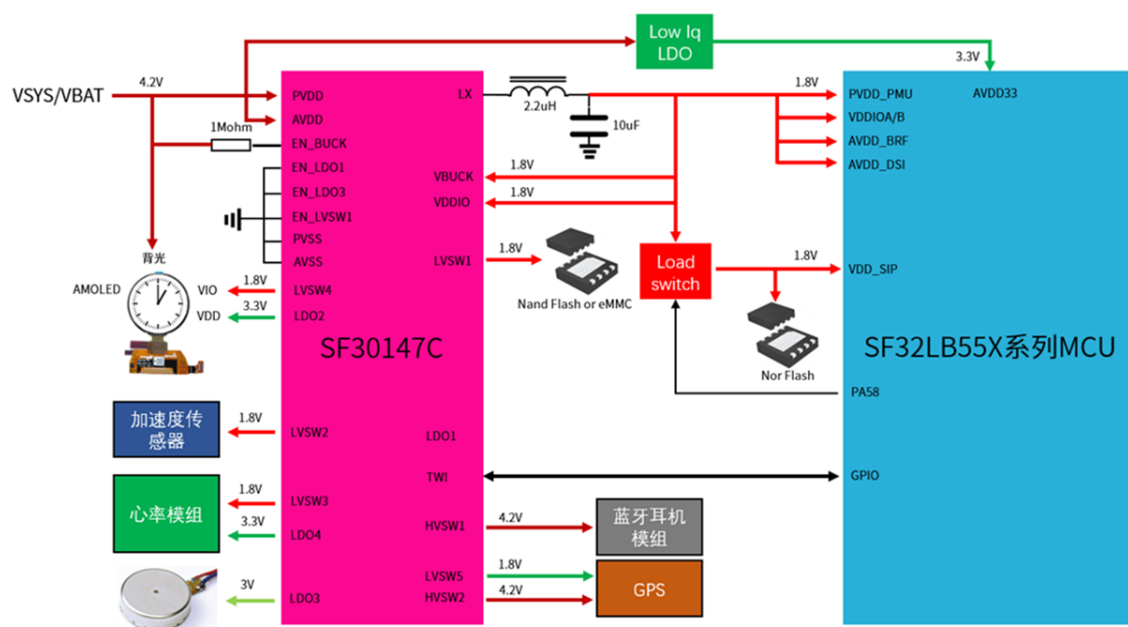 Low Iq
LDO
3.3V
4.2V
VSYS/VBAT
PVDD
LX
2.2uH
1.8V
PVDD_PMU
AVDD33
AVDD
VDDIOA/B
10uF
1Mohm
EN_BUCK
AVDD_BRF
EN_LDO1
1.8V
VBUCK
AVDD_DSI
EN_LDO3
1.8V
VDDIO
EN_LVSW1
PVSS
AVSS
LVSW1
1.8V
Load
switch
1.8V
VDD_SIP
背光
AMOLED
VIO
1.8V
LVSW4
VDD
3.3V
LDO2
Nand Flash or eMMC
SF30147C
SF32LB55X系列MCU
Nor Flash
PA58
加速度传
感器
1.8V
LVSW2
LDO1
TWI
GPIO
心率模组
1.8V
LVSW3
3.3V
LDO4
HVSW1
4.2V
蓝牙耳机
模组
3V
LDO3
LVSW5
1.8V
HVSW2
4.2V
GPS